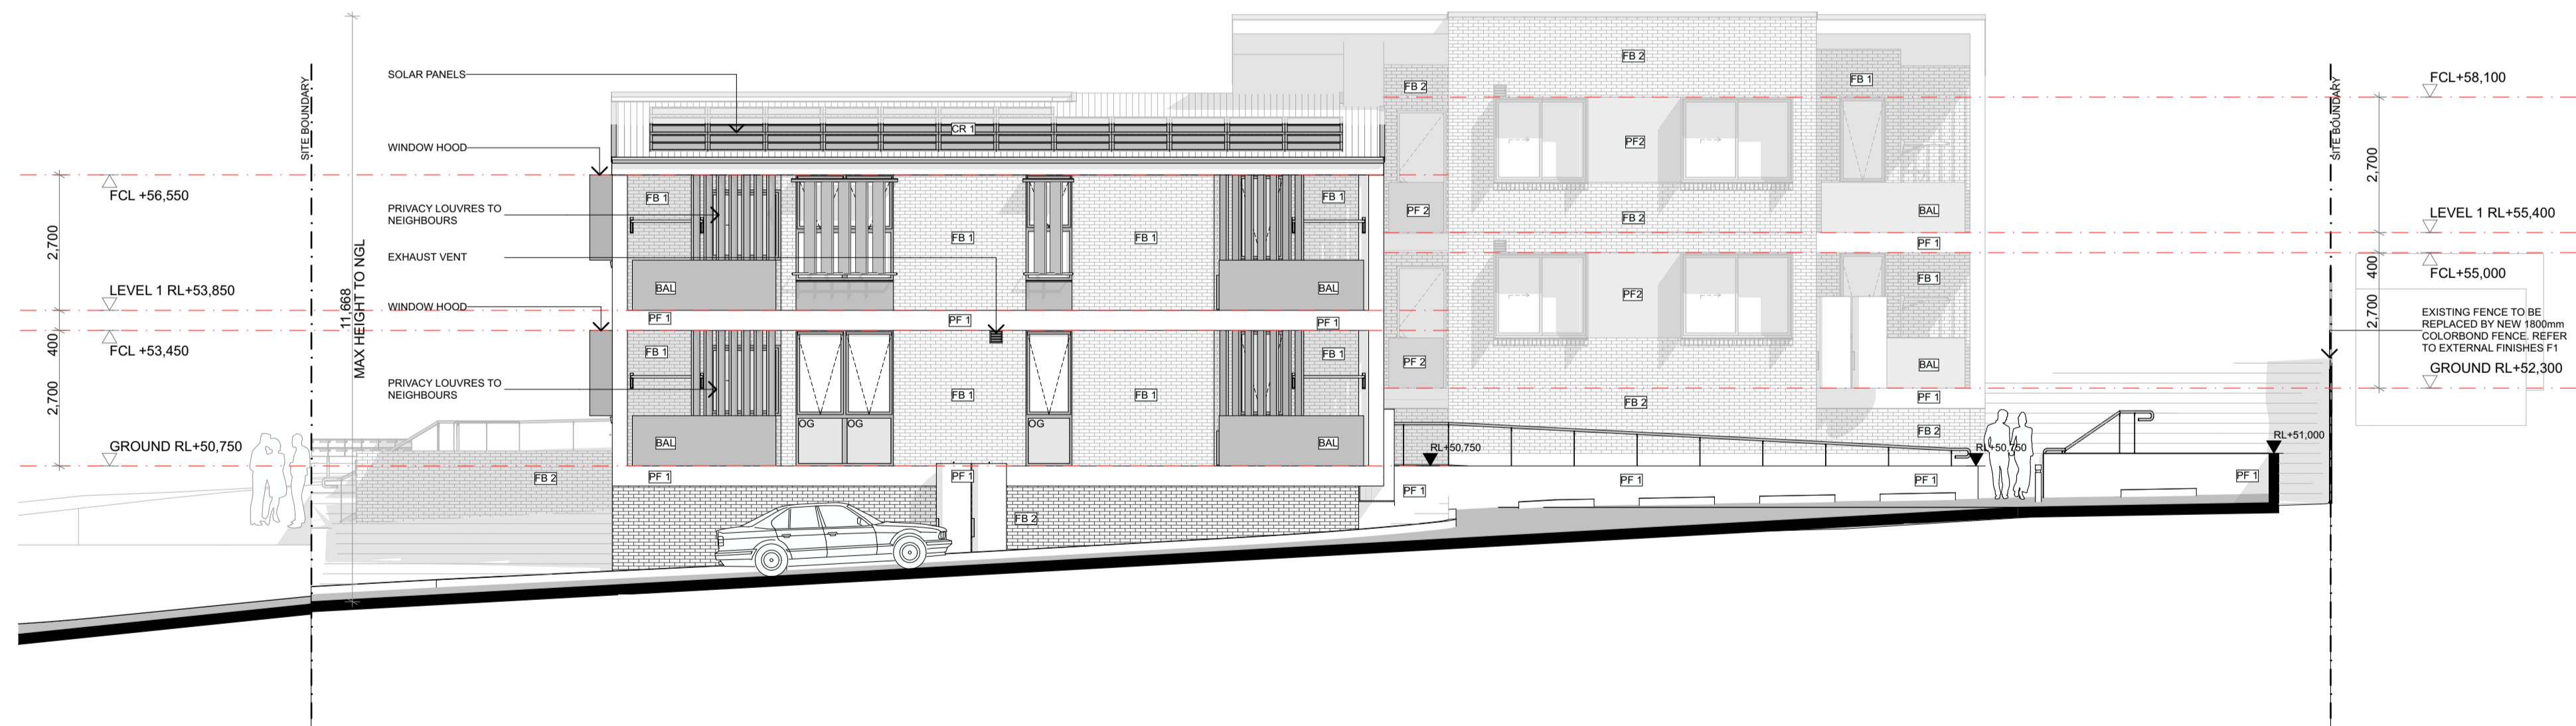 SITE BOUNDARY
11,668
MAX HEIGHT TO NGL
SOLAR PANELS
WINDOW HOOD
PRIVACY LOUVRES TO
NEIGHBOURS
EXHAUST VENT
WINDOW HOOD
PRIVACY LOUVRES TO
NEIGHBOURS
FCL +56,550
2,700
LEVEL 1 RL+53,850
400
FCL +53,450
2,700
GROUND RL+50,750
CR 1
FB 1
FB 1
FB 1
FB 1
BAL
BAL
PF 1
PF 1
PF 1
FB 1
FB 1
FB 1
FB 1
OG
OG
OG
BAL
BAL
PF 1
PF 1
FB 2
FB 2
PF 1
FB 2
FB 2
FB 1
PF2
PF 2
FB 2
BAL
PF 1
FB 1
PF2
PF 2
BAL
FB 2
PF 1
FB 2
RL+50,750
RL+50,750
RL+51,000
PF 1
PF 1
PF 1
SITE BOUNDARY
FCL+58,100
2,700
LEVEL 1 RL+55,400
400
FCL+55,000
2,700
EXISTING FENCE TO BE
REPLACED BY NEW 1800mm
COLORBOND FENCE. REFER
TO EXTERNAL FINISHES F1
GROUND RL+52,300